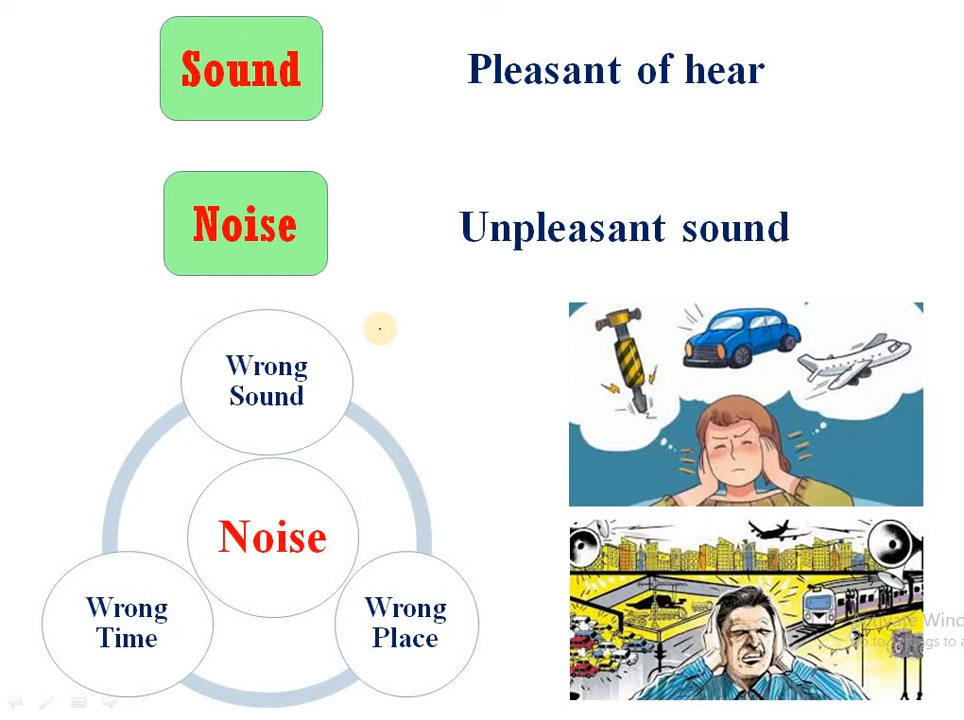 Sound
Pleasant of hear
Noise
Unpleasant sound
Wrong
Sound
Noise
Wrong
Time
Wrong
Place